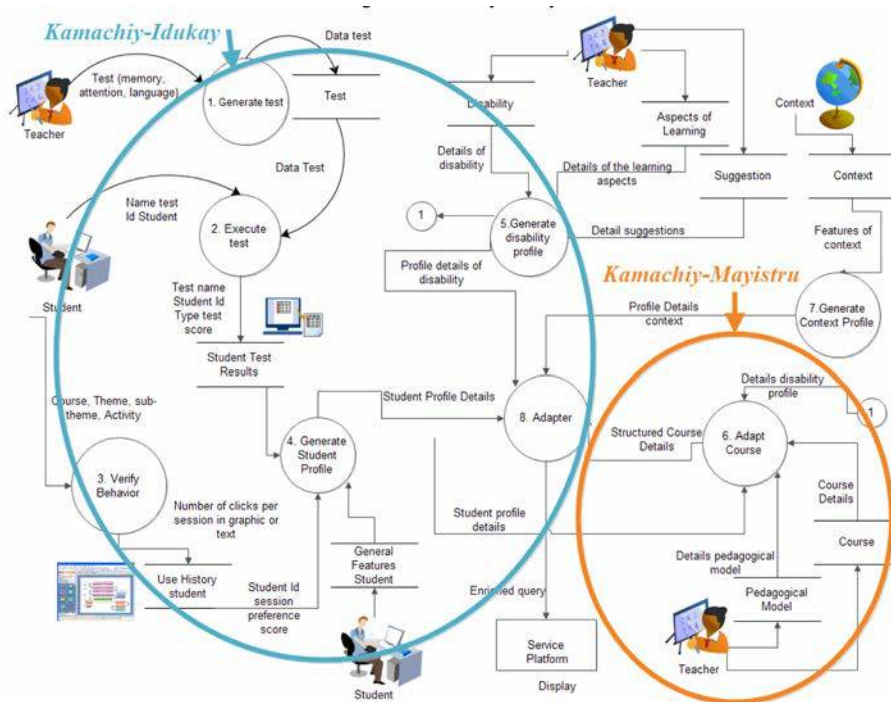 Kamachiy-Idukay
Data test
Test (memory,
attention, language)
Teacher
1. Generate test
Test
Data Test
Teacher
Disability
Details of
disability
Aspects of
Learning
Details of the learning
aspects
Suggestion
Detail suggestions
Context
Context
Features of
context
Name test
Id Student
2. Execute
test
Student
1
5.Generate
disability
profile
Profile details of
disability
Kamachiy-Mayistru
Profile Details
context
7.Generate
Context Profile
Test name
Student Id
Type test
score
Student Test
Results
Course, Theme, sub-
theme, Activity
Student Profile Details
4. Generate
Student
Profile
8. Adapter
Structured Course
Details
Details disability
profile
1
6. Adapt
Course
Course
Details
3. Verify
Behavior
Number of clicks per
session in graphic or
text
Use History
student
Student Id
session
preference
score
General
Features
Student
Student profile
details
Details pedagogical
model
Course
Pedagogical
Model
Enriched query
Service
Platform
Display
Teacher
Student